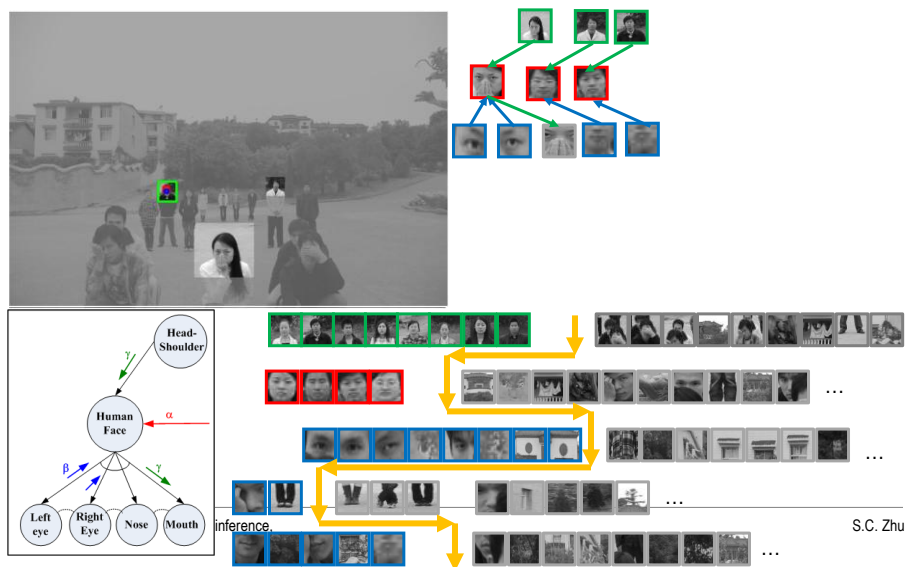 Head-
Shoulder
γ
Human
Face
α
β
γ
Left
eye
Right
Eye
Nose
Mouth
...
...
...
...
inference,
S.C. Zhu